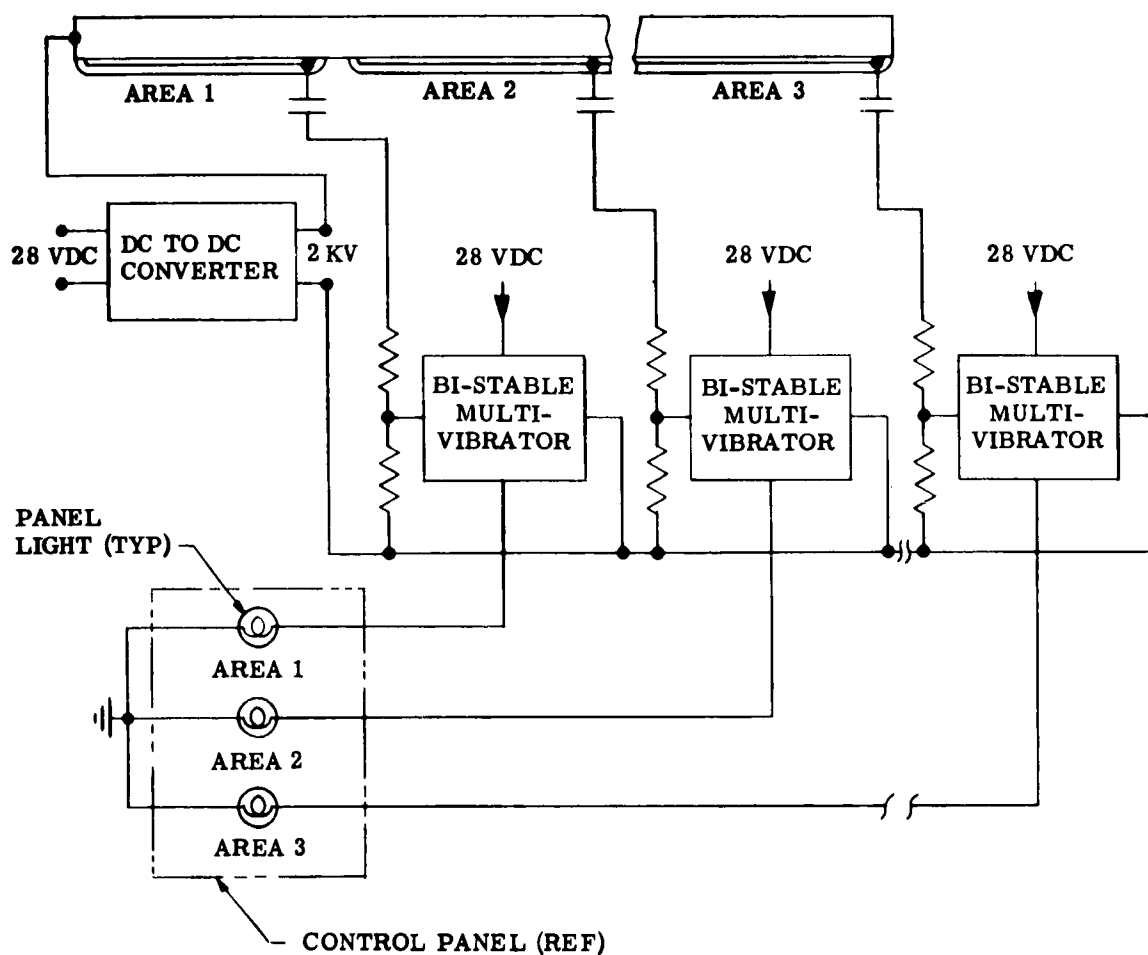 AREA 1
AREA 2
AREA 3
28 VDC
DC TO DC
CONVERTER
2 KV
28 VDC
28 VDC
28 VDC
BI-STABLE
MULTI-
VIBRATOR
BI-STABLE
MULTI-
VIBRATOR
BI-STABLE
MULTI-
VIBRATOR
PANEL
LIGHT (TYP)
AREA 1
AREA 2
AREA 3
CONTROL PANEL (REF)